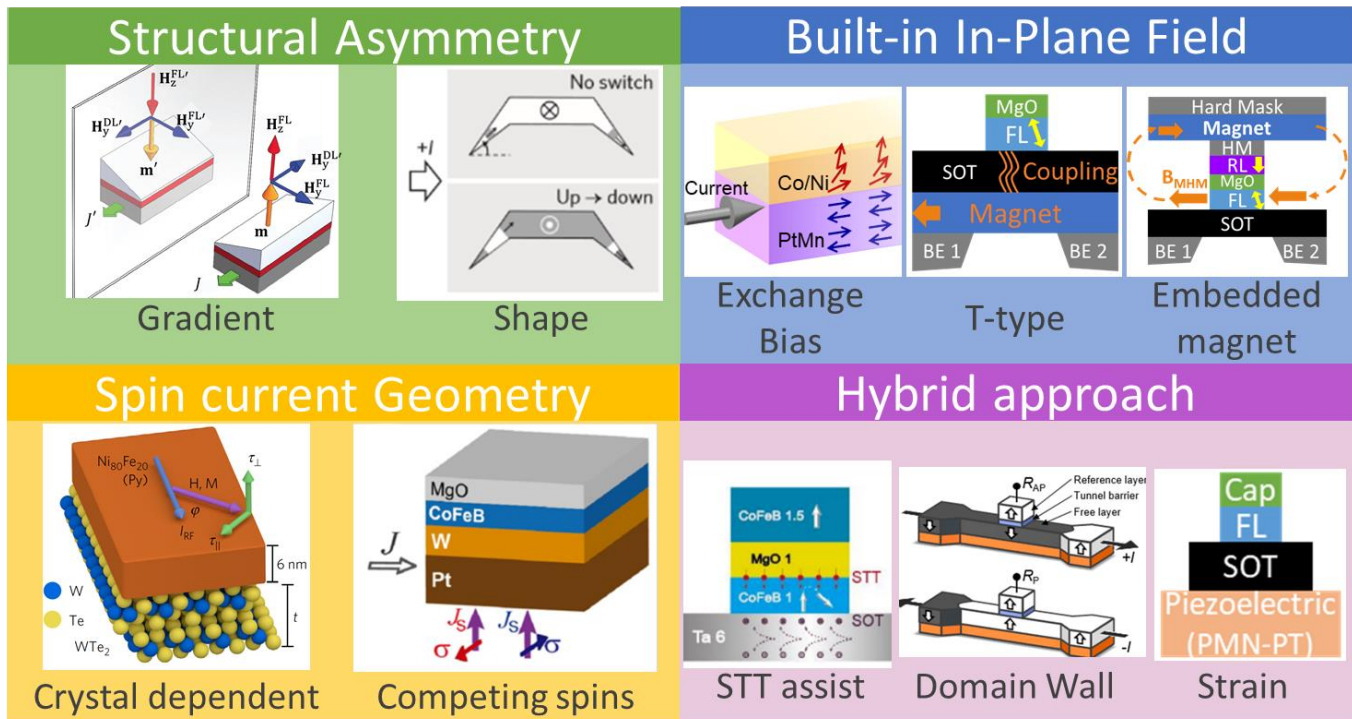 Structural Asymmetry
H_z^FL'
H_y^DL'
H_y^FL'
m'
J'
H_z^FL
H_y^DL'
H_y^FL
m
J
Gradient
+I
No switch
Up → down
Shape
Built-in In-Plane Field
Current
Co/Ni
PtMn
Exchange
Bias
MgO
FL
SOT
Coupling
Magnet
BE 1
BE 2
T-type
Hard Mask
Magnet
HM
RL
MgO
FL
B_MHM
SOT
BE 1
BE 2
Embedded
magnet
Spin current Geometry
Ni80Fe20
(Py)
H, M
φ
I_RF
τ⊥
τ||
6 nm
t
W
Te
WTe2
Crystal dependent
J
MgO
CoFeB
W
Pt
J_S
J_S
σ
σ
Competing spins
Hybrid approach
CoFeB 1.5
MgO 1
STT
CoFeB 1
SOT
Ta 6
STT assist
R_AP
Reference layer
Tunnel barrier
Free layer
+I
R_P
-I
Domain Wall
Cap
FL
SOT
Piezoelectric
(PMN-PT)
Strain